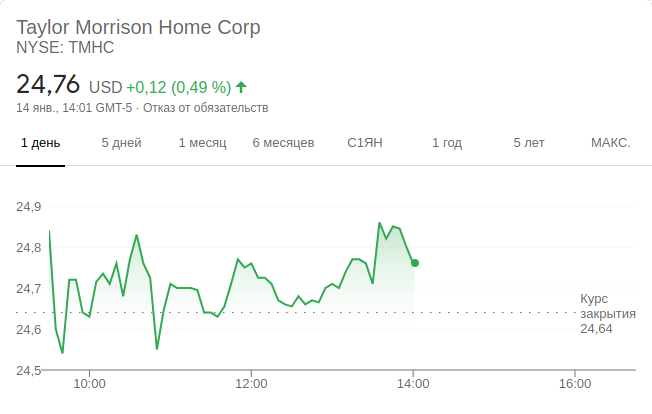 Taylor Morrison Home Corp
NYSE: TMHC
24,76 USD +0,12 (0,49 %)
14 янв., 14:01 GMT-5 · Отказ от обязательств
1 день 5 дней 1 месяц 6 месяцев С1ЯН 1 год 5 лет МАКС.
24,9
24,8
24,7
24,6
24,5
Курс
закрытия
24,64
10:00 12:00 14:00 16:00